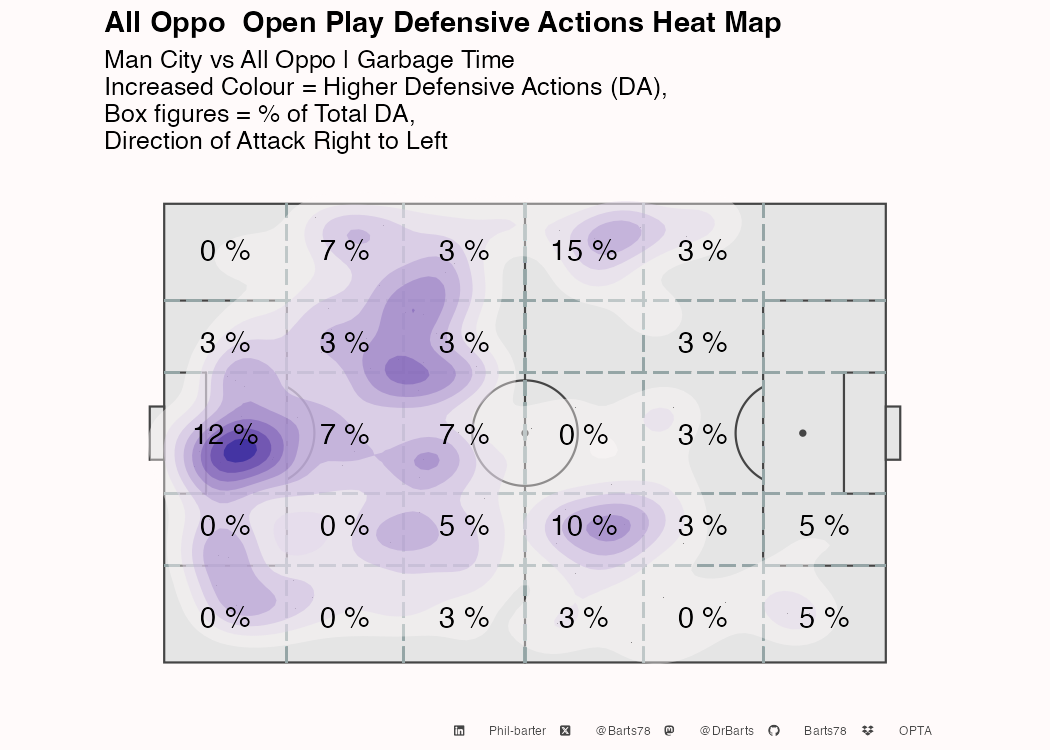 All Oppo  Open Play Defensive Actions Heat Map
Man City vs All Oppo | Garbage Time
Increased Colour = Higher Defensive Actions (DA),
Box figures = % of Total DA,
Direction of Attack Right to Left
0 % 7 % 3 % 15 % 3 %
3 % 3 % 3 % 3 %
12 % 7 % 7 % 0 % 3 %
0 % 0 % 5 % 10 % 3 % 5 %
0 % 0 % 3 % 3 % 0 % 5 %
Phil-barter @Barts78 @DrBarts Barts78 OPTA